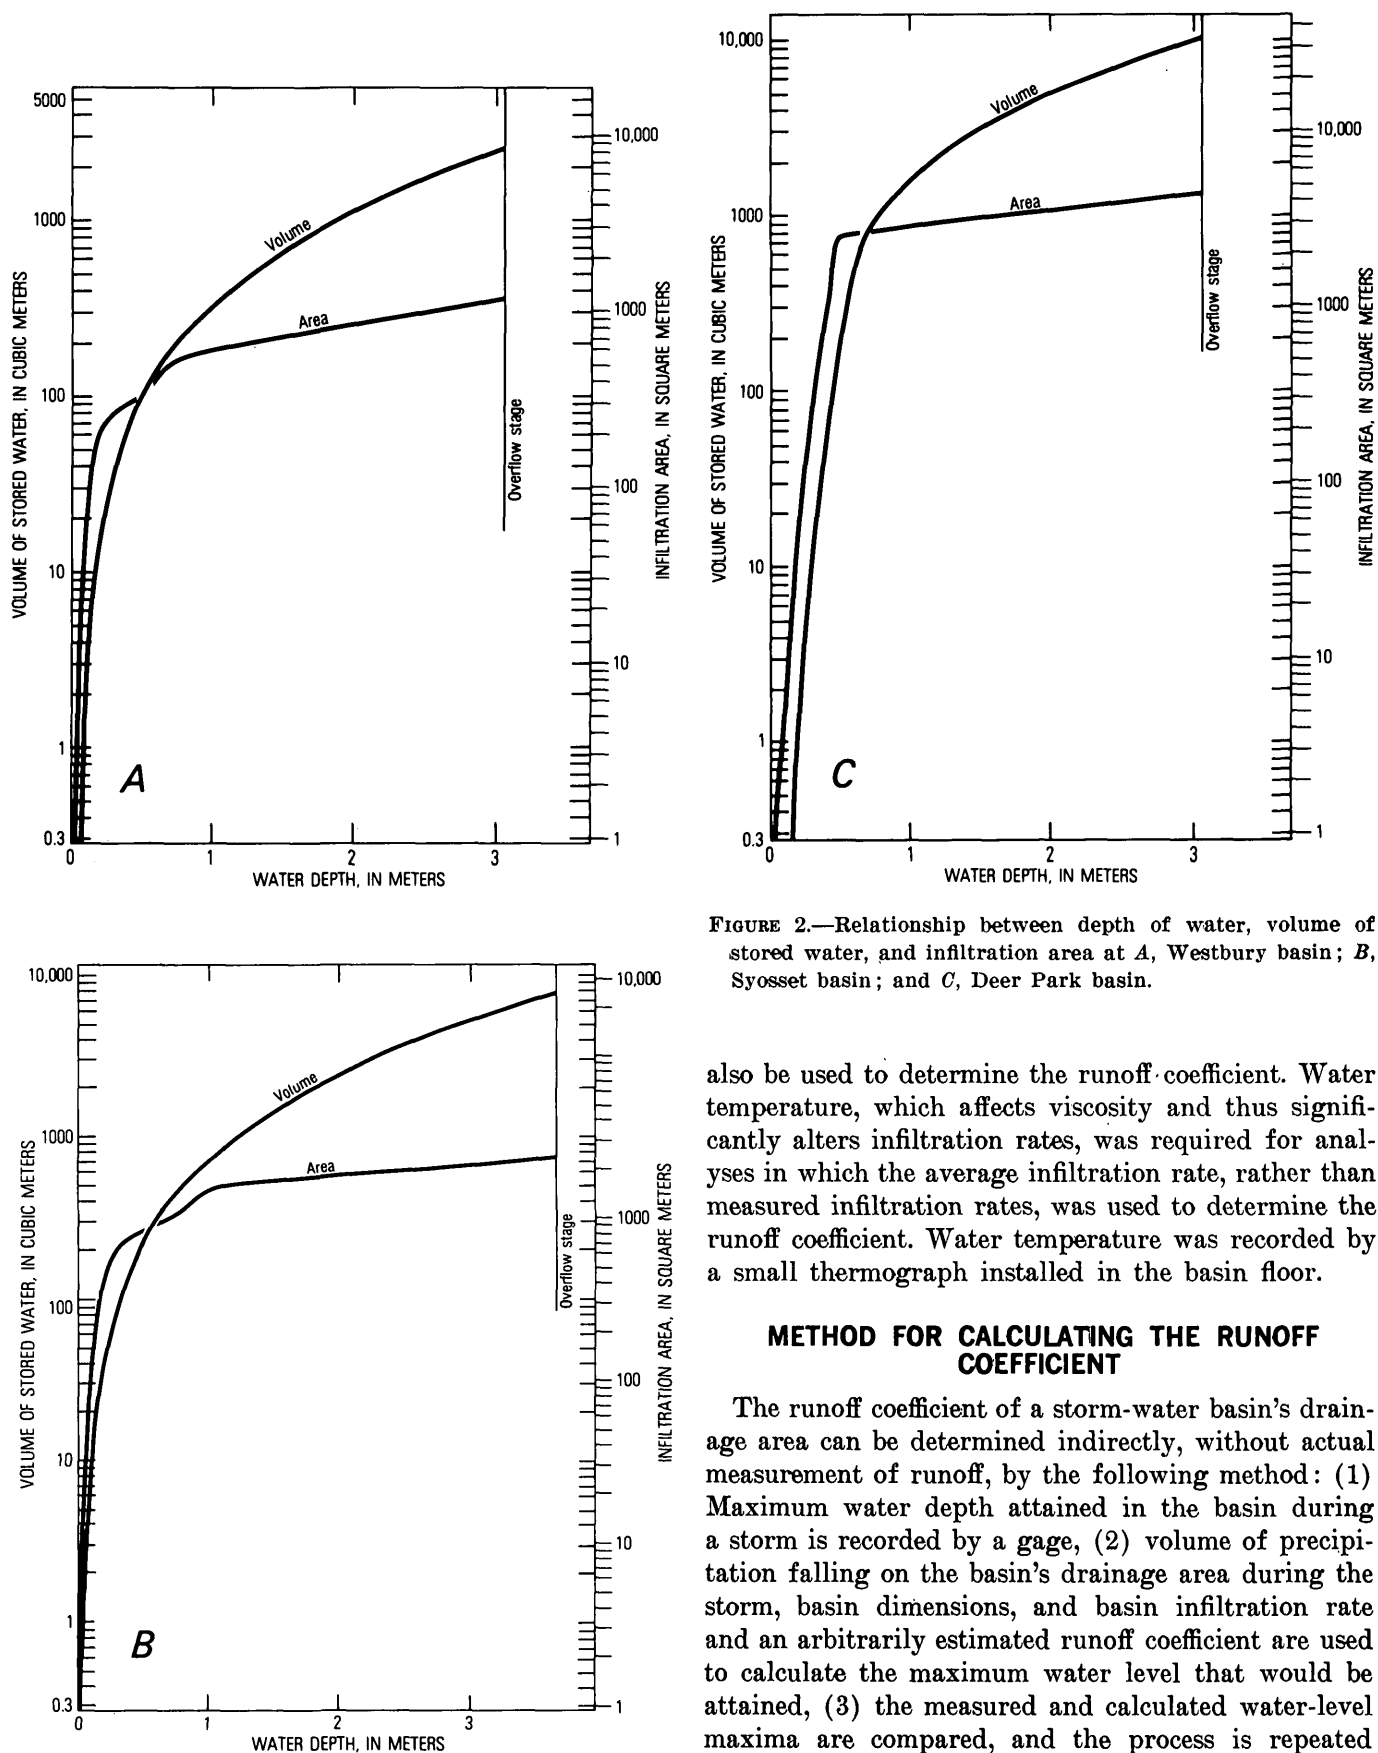 5000
1000
100
10
1
0.3
VOLUME OF STORED WATER, IN CUBIC METERS
Volume
Area
Overflow stage
10,000
1000
100
10
1
INFILTRATION AREA, IN SQUARE METERS
A
0 1 2 3
WATER DEPTH, IN METERS
10,000
1000
100
10
1
0.3
VOLUME OF STORED WATER, IN CUBIC METERS
Volume
Area
Overflow stage
10,000
1000
100
10
1
INFILTRATION AREA, IN SQUARE METERS
B
0 1 2 3
WATER DEPTH, IN METERS
10,000
1000
100
10
1
0.3
VOLUME OF STORED WATER, IN CUBIC METERS
Volume
Area
Overflow stage
10,000
1000
100
10
1
INFILTRATION AREA, IN SQUARE METERS
C
0 1 2 3
WATER DEPTH, IN METERS
FIGURE 2.—Relationship between depth of water, volume of
stored water, and infiltration area at A, Westbury basin; B,
Syosset basin; and C, Deer Park basin.
also be used to determine the runoff coefficient. Water
temperature, which affects viscosity and thus signifi-
cantly alters infiltration rates, was required for anal-
yses in which the average infiltration rate, rather than
measured infiltration rates, was used to determine the
runoff coefficient. Water temperature was recorded by
a small thermograph installed in the basin floor.
METHOD FOR CALCULATING THE RUNOFF
COEFFICIENT
The runoff coefficient of a storm-water basin's drain-
age area can be determined indirectly, without actual
measurement of runoff, by the following method: (1)
Maximum water depth attained in the basin during
a storm is recorded by a gage, (2) volume of precipi-
tation falling on the basin's drainage area during the
storm, basin dimensions, and basin infiltration rate
and an arbitrarily estimated runoff coefficient are used
to calculate the maximum water level that would be
attained, (3) the measured and calculated water-level
maxima are compared, and the process is repeated